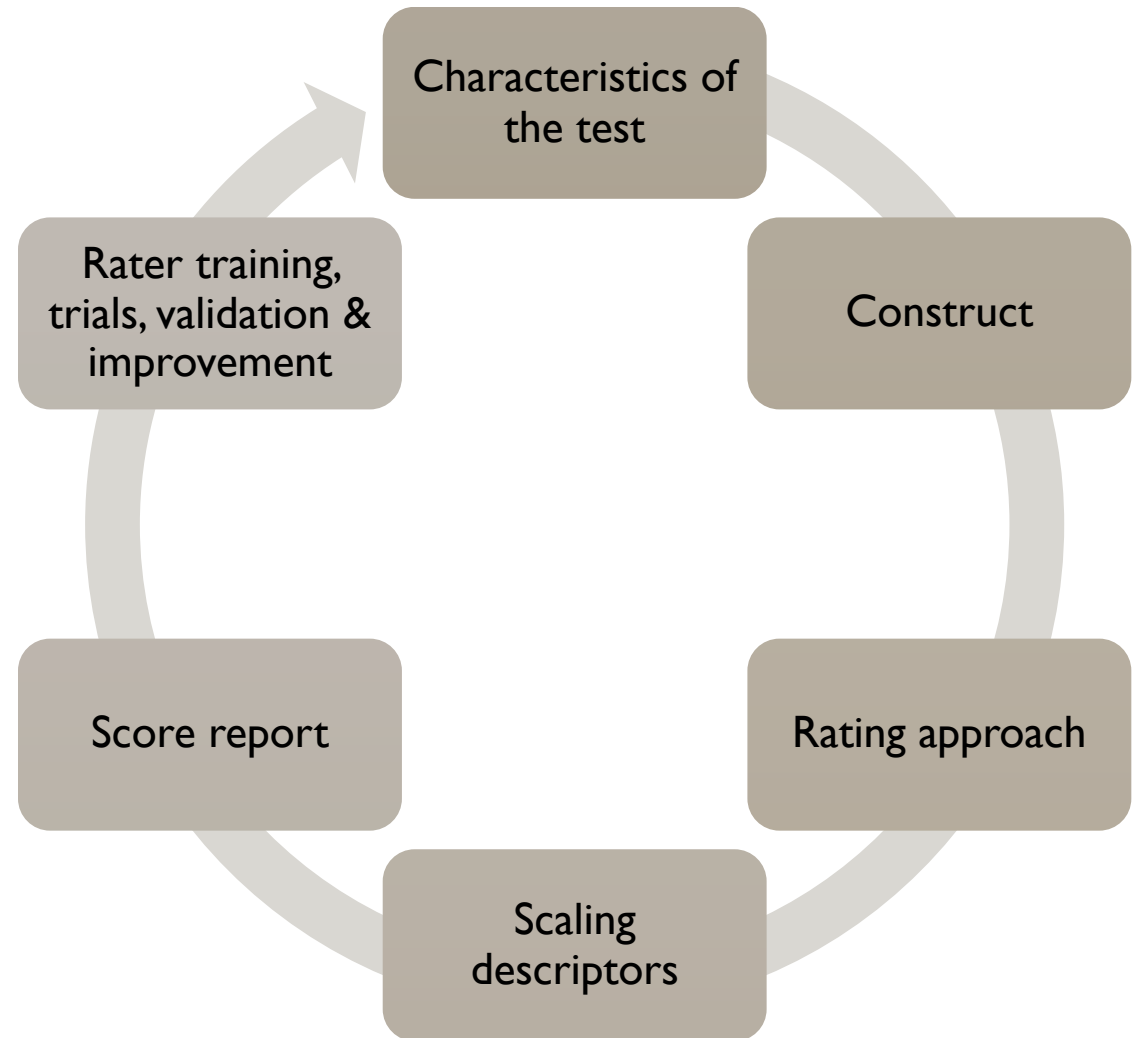 Characteristics of
the test
Construct
Rating approach
Scaling
descriptors
Score report
Rater training,
trials, validation &
improvement